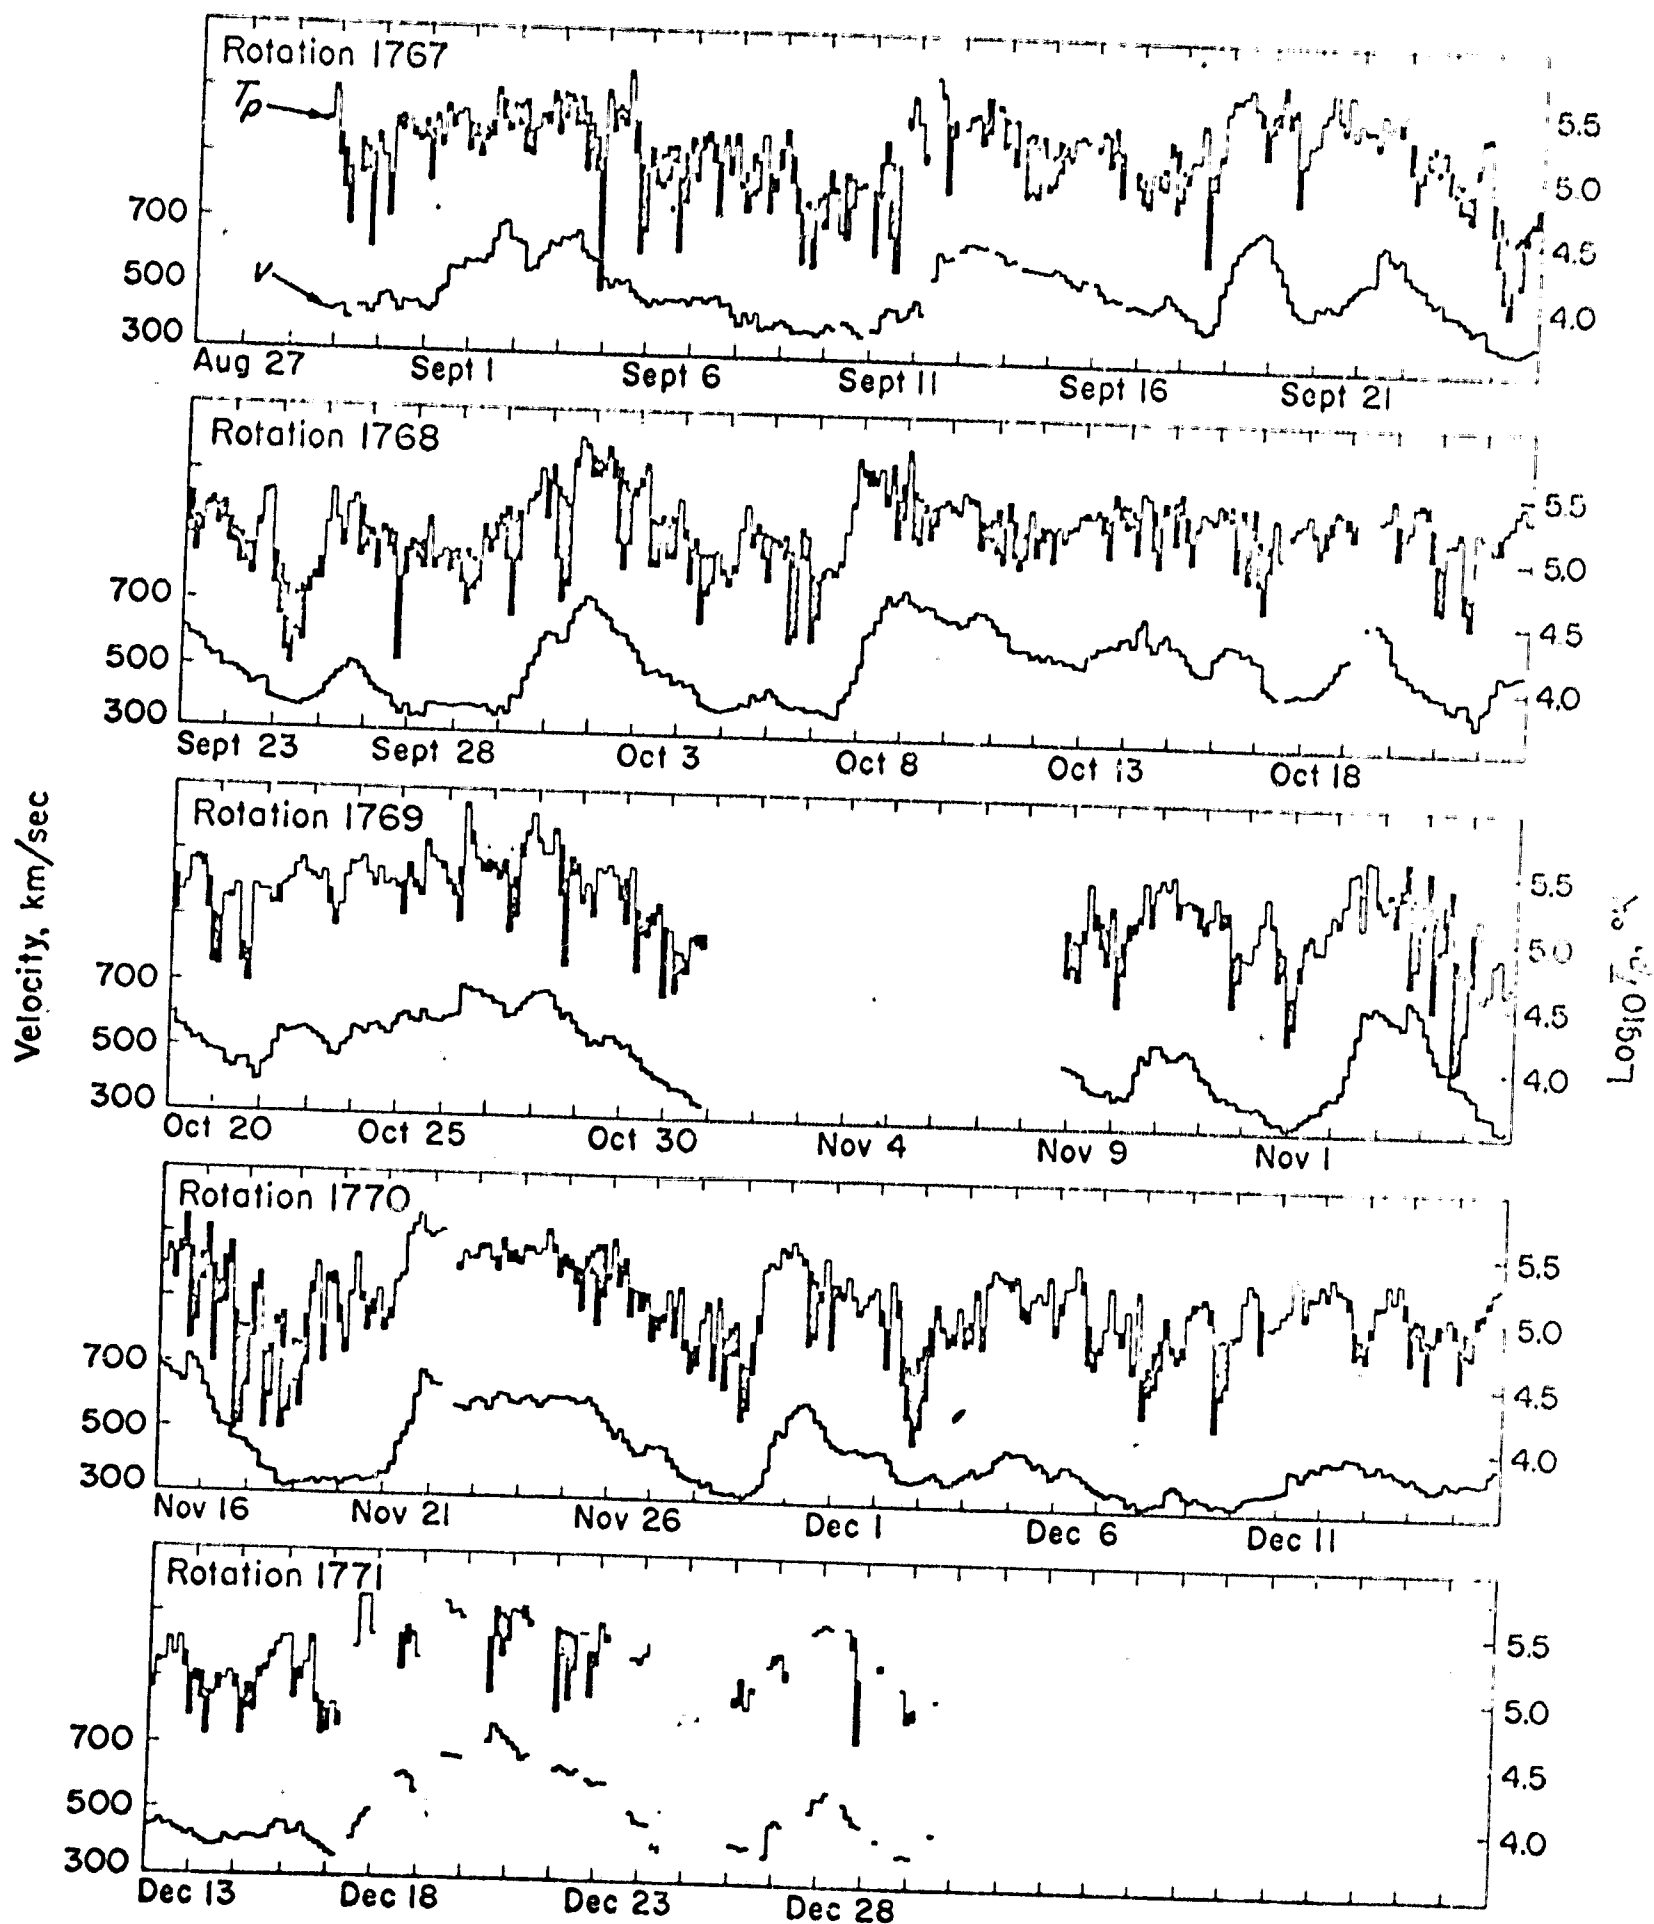 Rotation 1767
Tp
V
700
500
300
5.5
5.0
4.5
4.0
Aug 27 Sept 1 Sept 6 Sept 11 Sept 16 Sept 21
Rotation 1768
700
500
300
5.5
5.0
4.5
4.0
Sept 23 Sept 28 Oct 3 Oct 8 Oct 13 Oct 18
Velocity, km/sec
Rotation 1769
700
500
300
5.5
5.0
4.5
4.0
Log10 Tp, °K
Oct 20 Oct 25 Oct 30 Nov 4 Nov 9 Nov 1
Rotation 1770
700
500
300
5.5
5.0
4.5
4.0
Nov 16 Nov 21 Nov 26 Dec 1 Dec 6 Dec 11
Rotation 1771
700
500
300
5.5
5.0
4.5
4.0
Dec 13 Dec 18 Dec 23 Dec 28